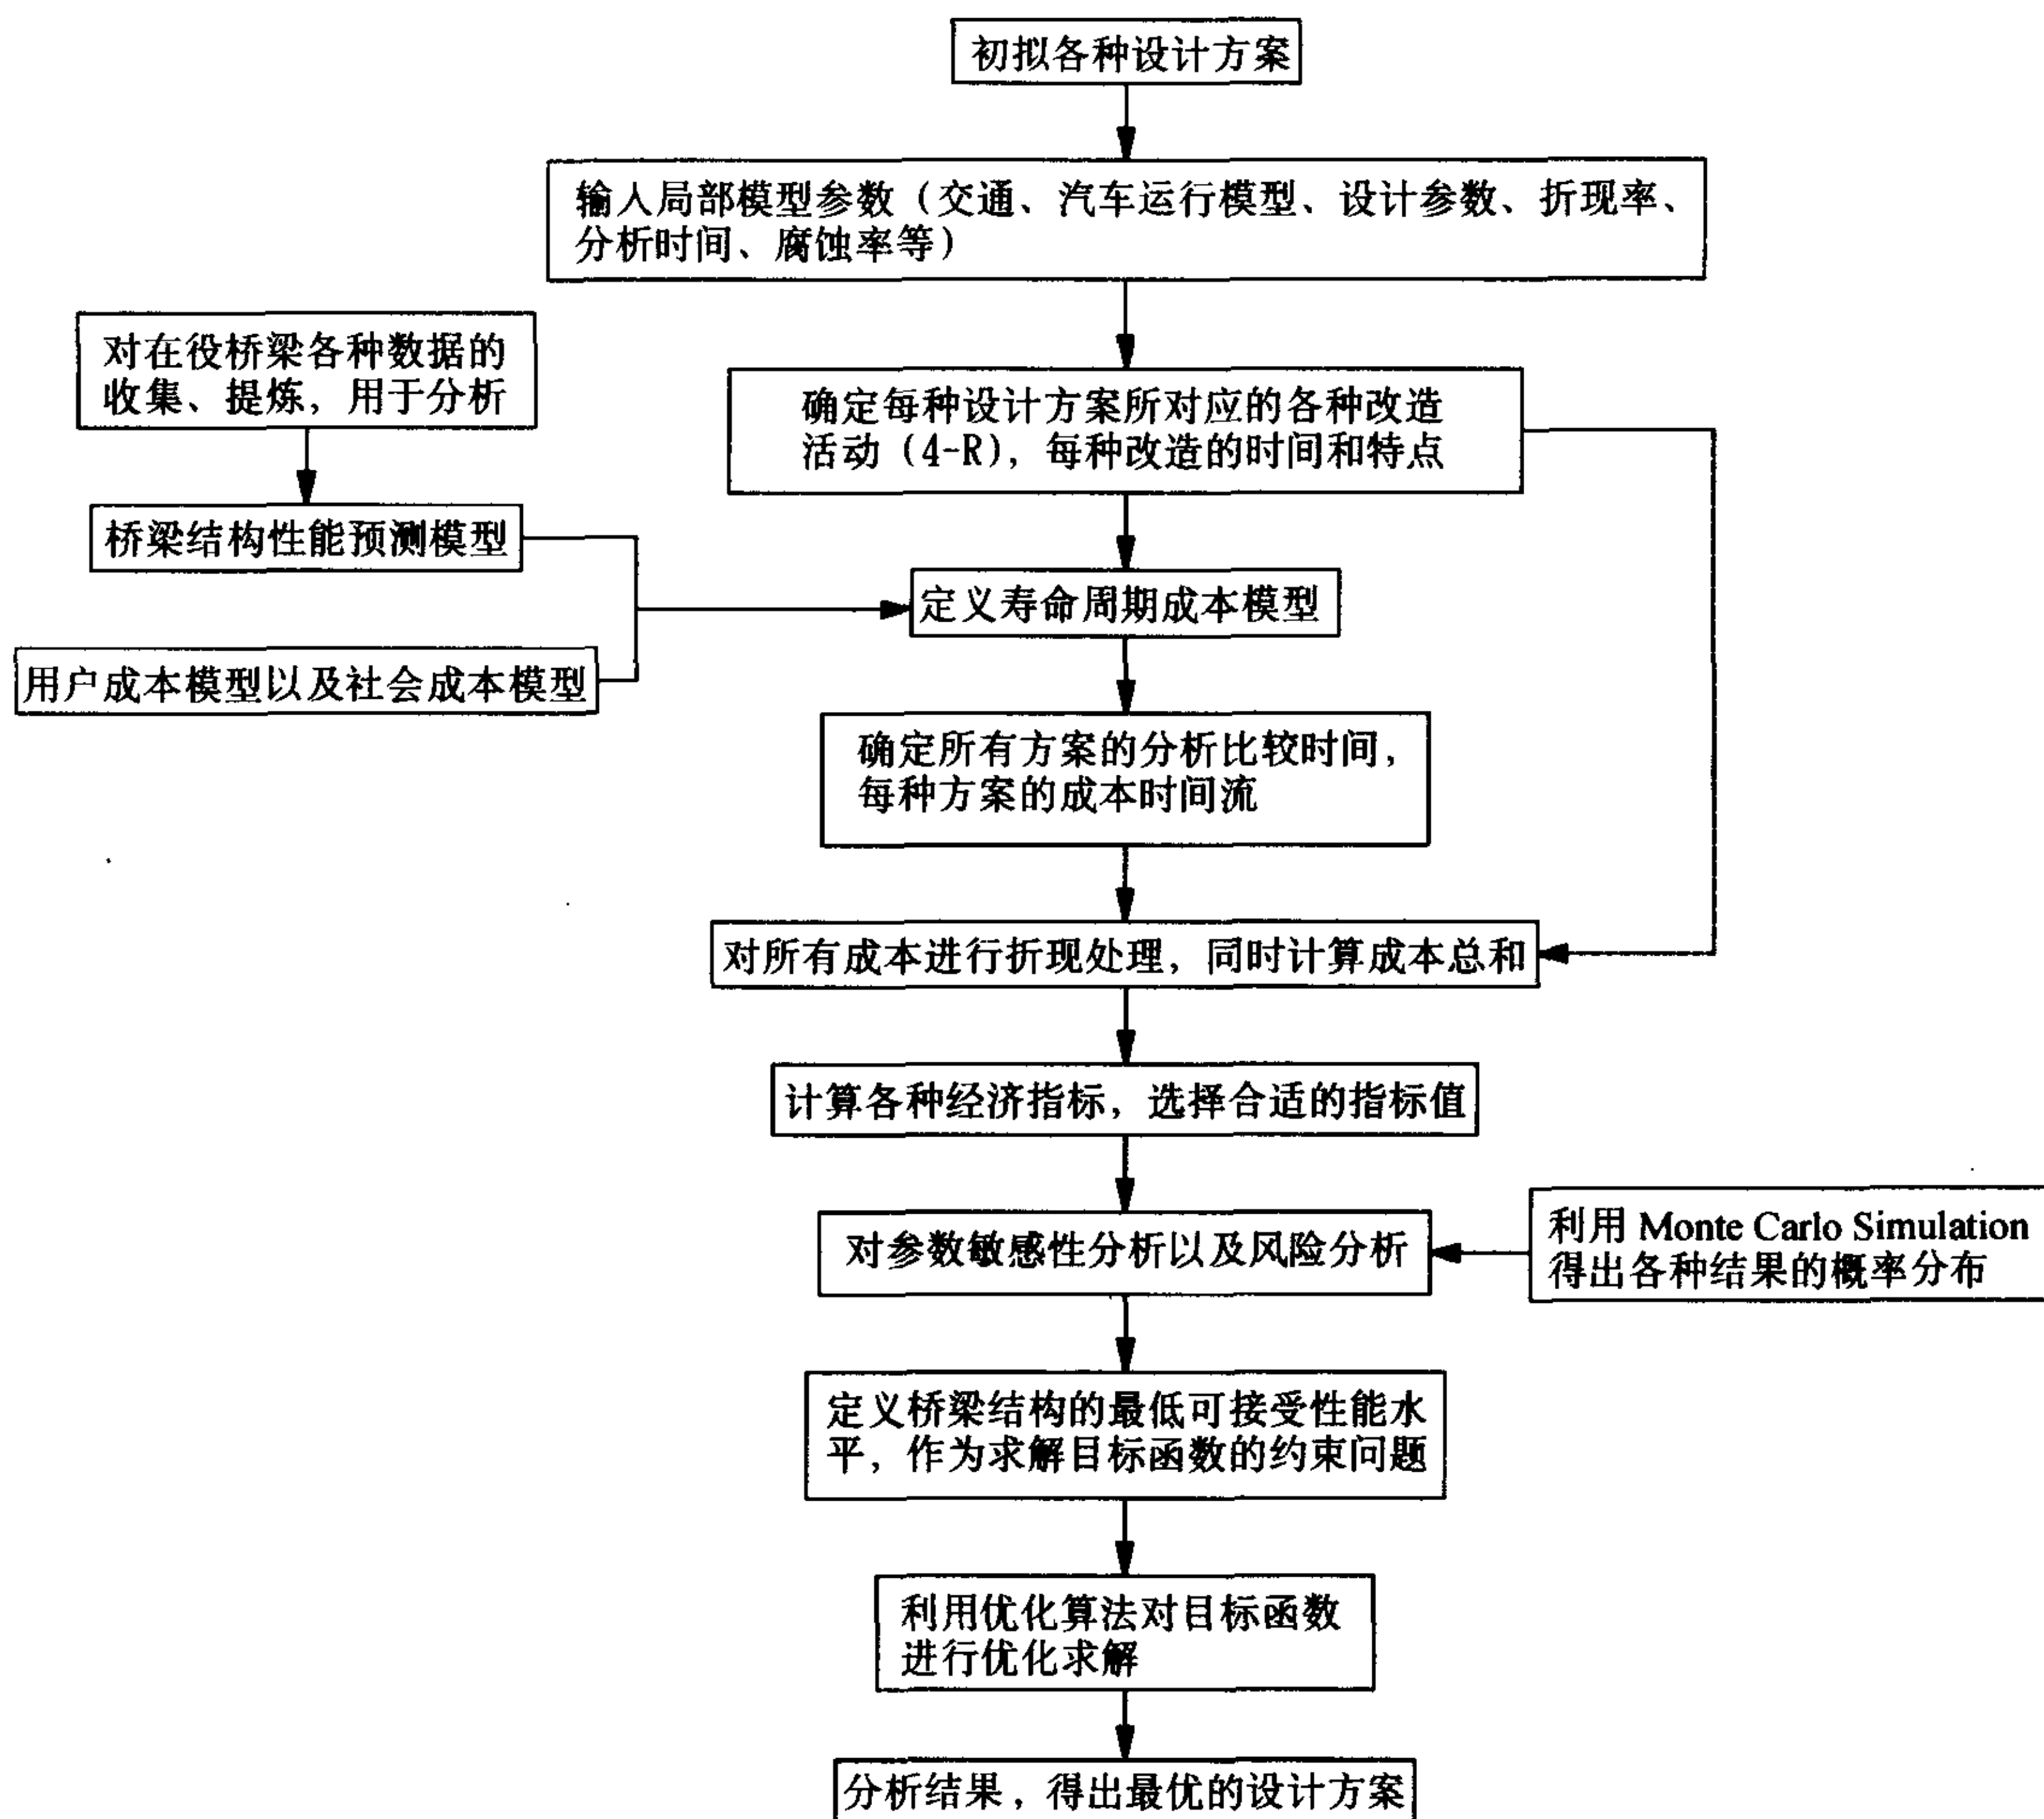 初拟各种设计方案
输人局部模型参数（交通、汽车运行模型、设计参数、折现率、
分析时间、腐蚀率等）
对在役桥梁各种数据的
收集、提炼，用于分析
确定每种设计方案所对应的各种改造
活动（4-R），每种改造的时间和特点
桥梁结构性能预测模型
定义寿命周期成本模型
用户成本模型以及社会成本模型
确定所有方案的分析比较时间，
每种方案的成本时间流
对所有成本进行折现处理，同时计算成本总和
计算各种经济指标，选择合适的指标值
对参数敏感性分析以及风险分析
利用 Monte Carlo Simulation
得出各种结果的概率分布
定义桥梁结构的最低可接受性能水
平，作为求解目标函数的约束问题
利用优化算法对目标函数
进行优化求解
分析结果，得出最优的设计方案